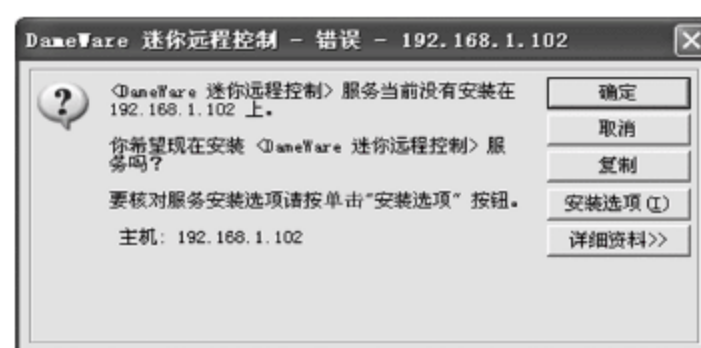 DameWare 迷你远程控制 - 错误 - 192.168.1.102
<DameWare 迷你远程控制> 服务当前没有安装在
192.168.1.102 上。
你希望现在安装 <DameWare 迷你远程控制> 服
务吗?
要核对服务安装选项请按单击"安装选项" 按钮。
主机: 192.168.1.102
确定
取消
复制
安装选项(I)
详细资料>>